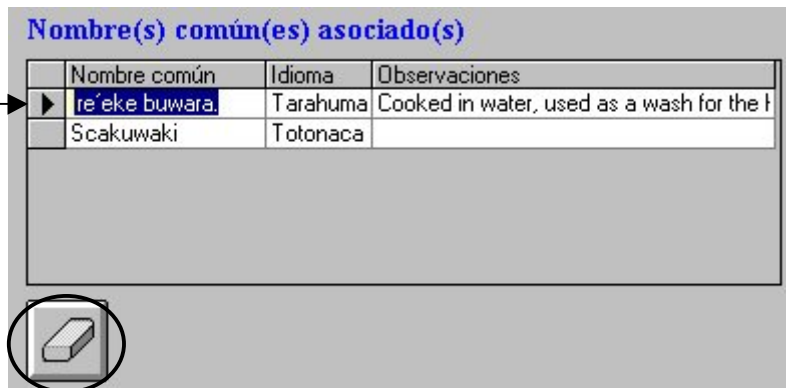 Nombre(s) común(es) asociado(s)
Nombre común Idioma Observaciones
re´eke buwara. Tarahuma Cooked in water, used as a wash for the
Scakuwaki Totonaca